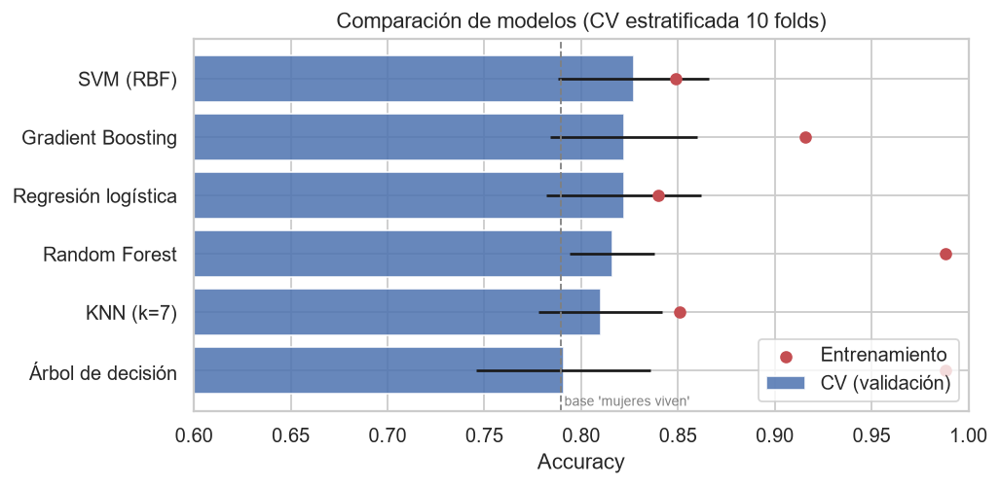 Comparación de modelos (CV estratificada 10 folds)
SVM (RBF)
Gradient Boosting
Regresión logística
Random Forest
KNN (k=7)
Árbol de decisión
Entrenamiento
CV (validación)
base 'mujeres viven'
0.60 0.65 0.70 0.75 0.80 0.85 0.90 0.95 1.00
Accuracy